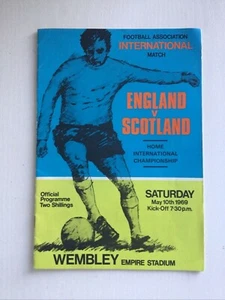 FOOTBALL ASSOCIATION
INTERNATIONAL
MATCH
ENGLAND
V
SCOTLAND
HOME
INTERNATIONAL
CHAMPIONSHIP
Official
Programme
Two Shillings
SATURDAY
May 10th 1969
Kick-Off 7·30 p.m.
WEMBLEY EMPIRE STADIUM